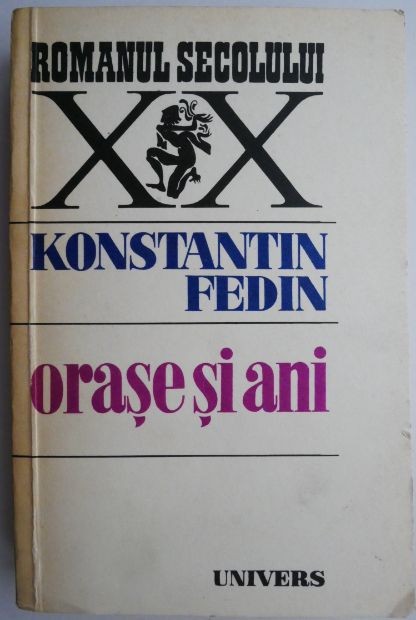 ROMANUL SECOLULUI
XX
KONSTANTIN
FEDIN
orașe și ani
UNIVERS